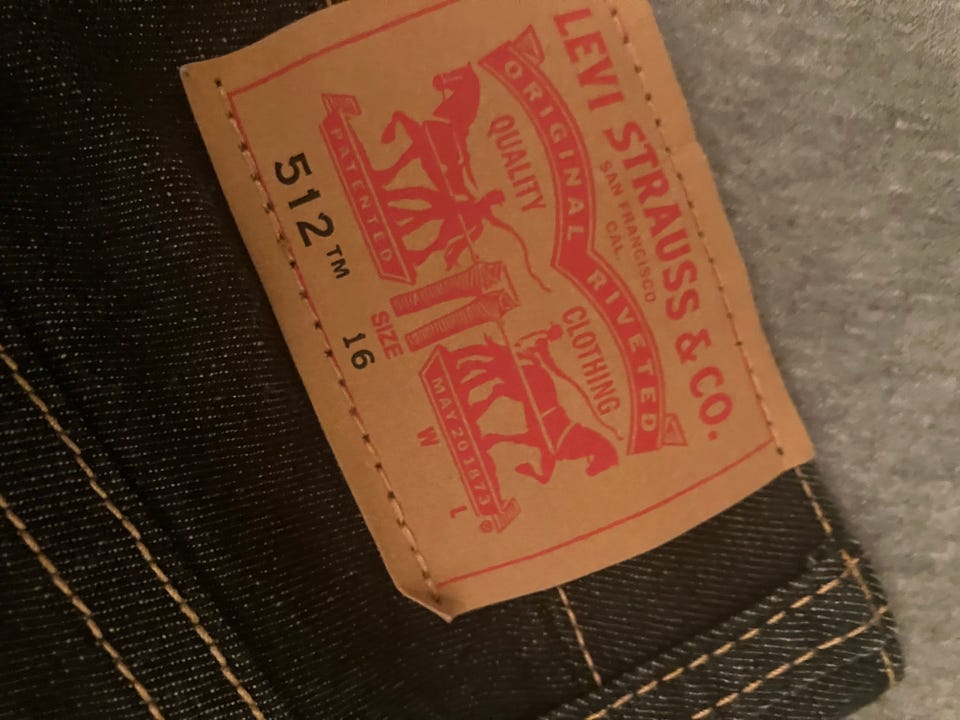 LEVI STRAUSS & CO.
SAN FRANCISCO
CAL.
ORIGINAL RIVETED
QUALITY CLOTHING
PATENTED MAY 20 1873 ®
SIZE W L
512™ 16